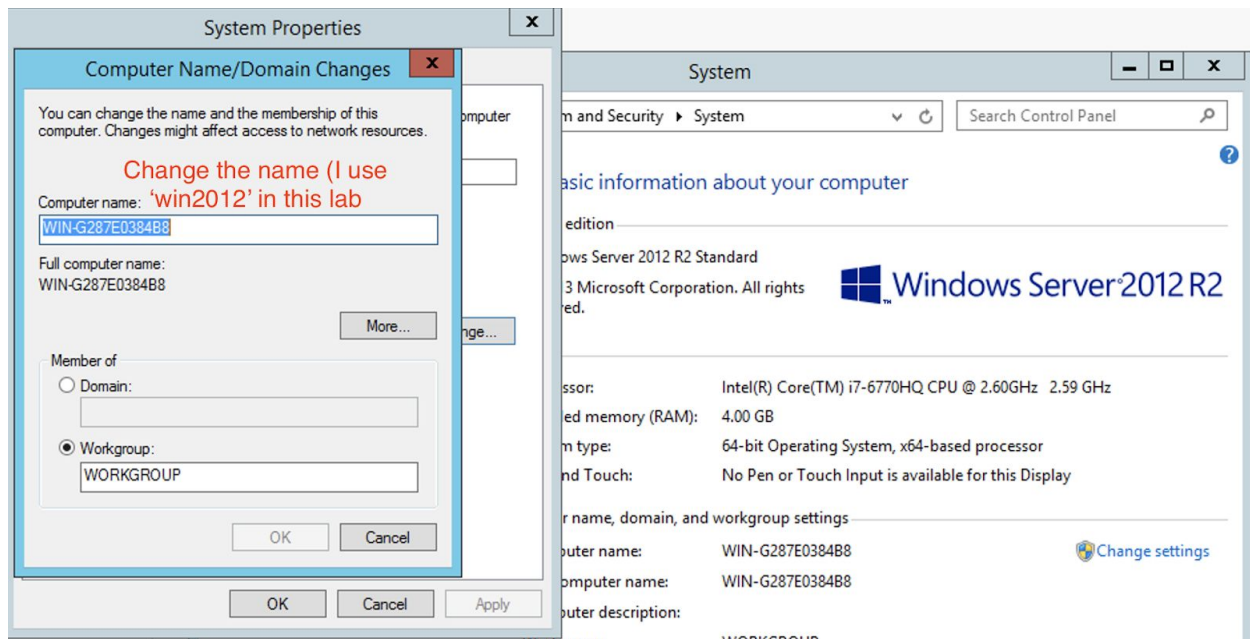 System Properties
x
Computer Name/Domain Changes
x
You can change the name and the membership of this
computer. Changes might affect access to network resources.
Change the name (I use
'win2012' in this lab
Computer name:
WIN-G287E0384B8
Full computer name:
WIN-G287E0384B8
More...
Member of
Domain:
Workgroup:
WORKGROUP
OK
Cancel
omputer
nge...
OK
Cancel
Apply
System
x
m and Security ▸ System
Search Control Panel
?
asic information about your computer
edition
ows Server 2012 R2 Standard
3 Microsoft Corporation. All rights
ed.
Windows Server 2012 R2
ssor:
Intel(R) Core(TM) i7-6770HQ CPU @ 2.60GHz 2.59 GHz
led memory (RAM):
4.00 GB
m type:
64-bit Operating System, x64-based processor
nd Touch:
No Pen or Touch Input is available for this Display
r name, domain, and workgroup settings
puter name:
WIN-G287E0384B8
Change settings
omputer name:
WIN-G287E0384B8
puter description:
WORKGROUP